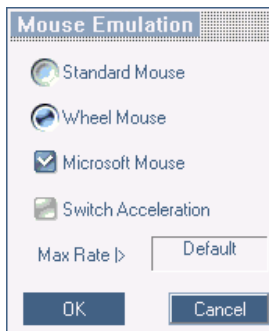 Mouse Emulation
Standard Mouse
Wheel Mouse
Microsoft Mouse
Switch Acceleration
Max Rate |> Default
OK Cancel